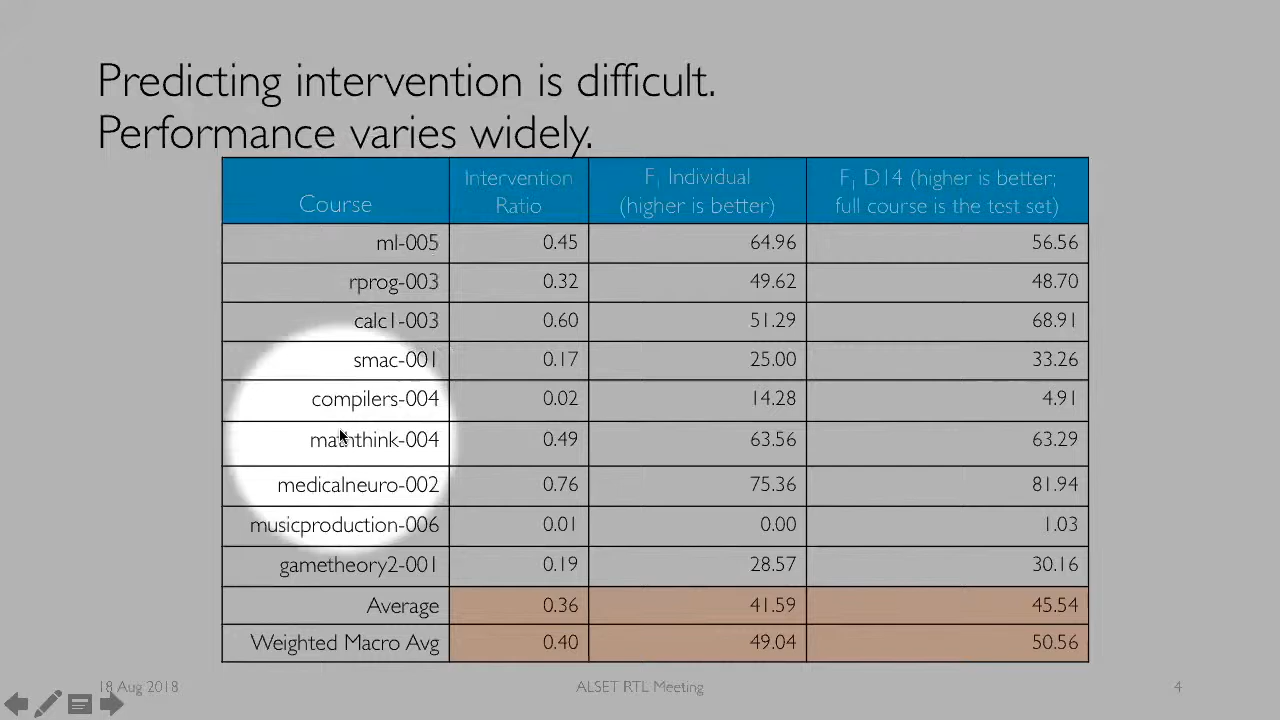 Predicting intervention is difficult.
Performance varies widely.
Course Intervention Ratio F₁ Individual (higher is better) F₁ D14 (higher is better; full course is the test set)
ml-005 0.45 64.96 56.56
rprog-003 0.32 49.62 48.70
calc1-003 0.60 51.29 68.91
smac-001 0.17 25.00 33.26
compilers-004 0.02 14.28 4.91
maththink-004 0.49 63.56 63.29
medicalneuro-002 0.76 75.36 81.94
musicproduction-006 0.01 0.00 1.03
gametheory2-001 0.19 28.57 30.16
Average 0.36 41.59 45.54
Weighted Macro Avg 0.40 49.04 50.56
18 Aug 2018 ALSET RTL Meeting 4